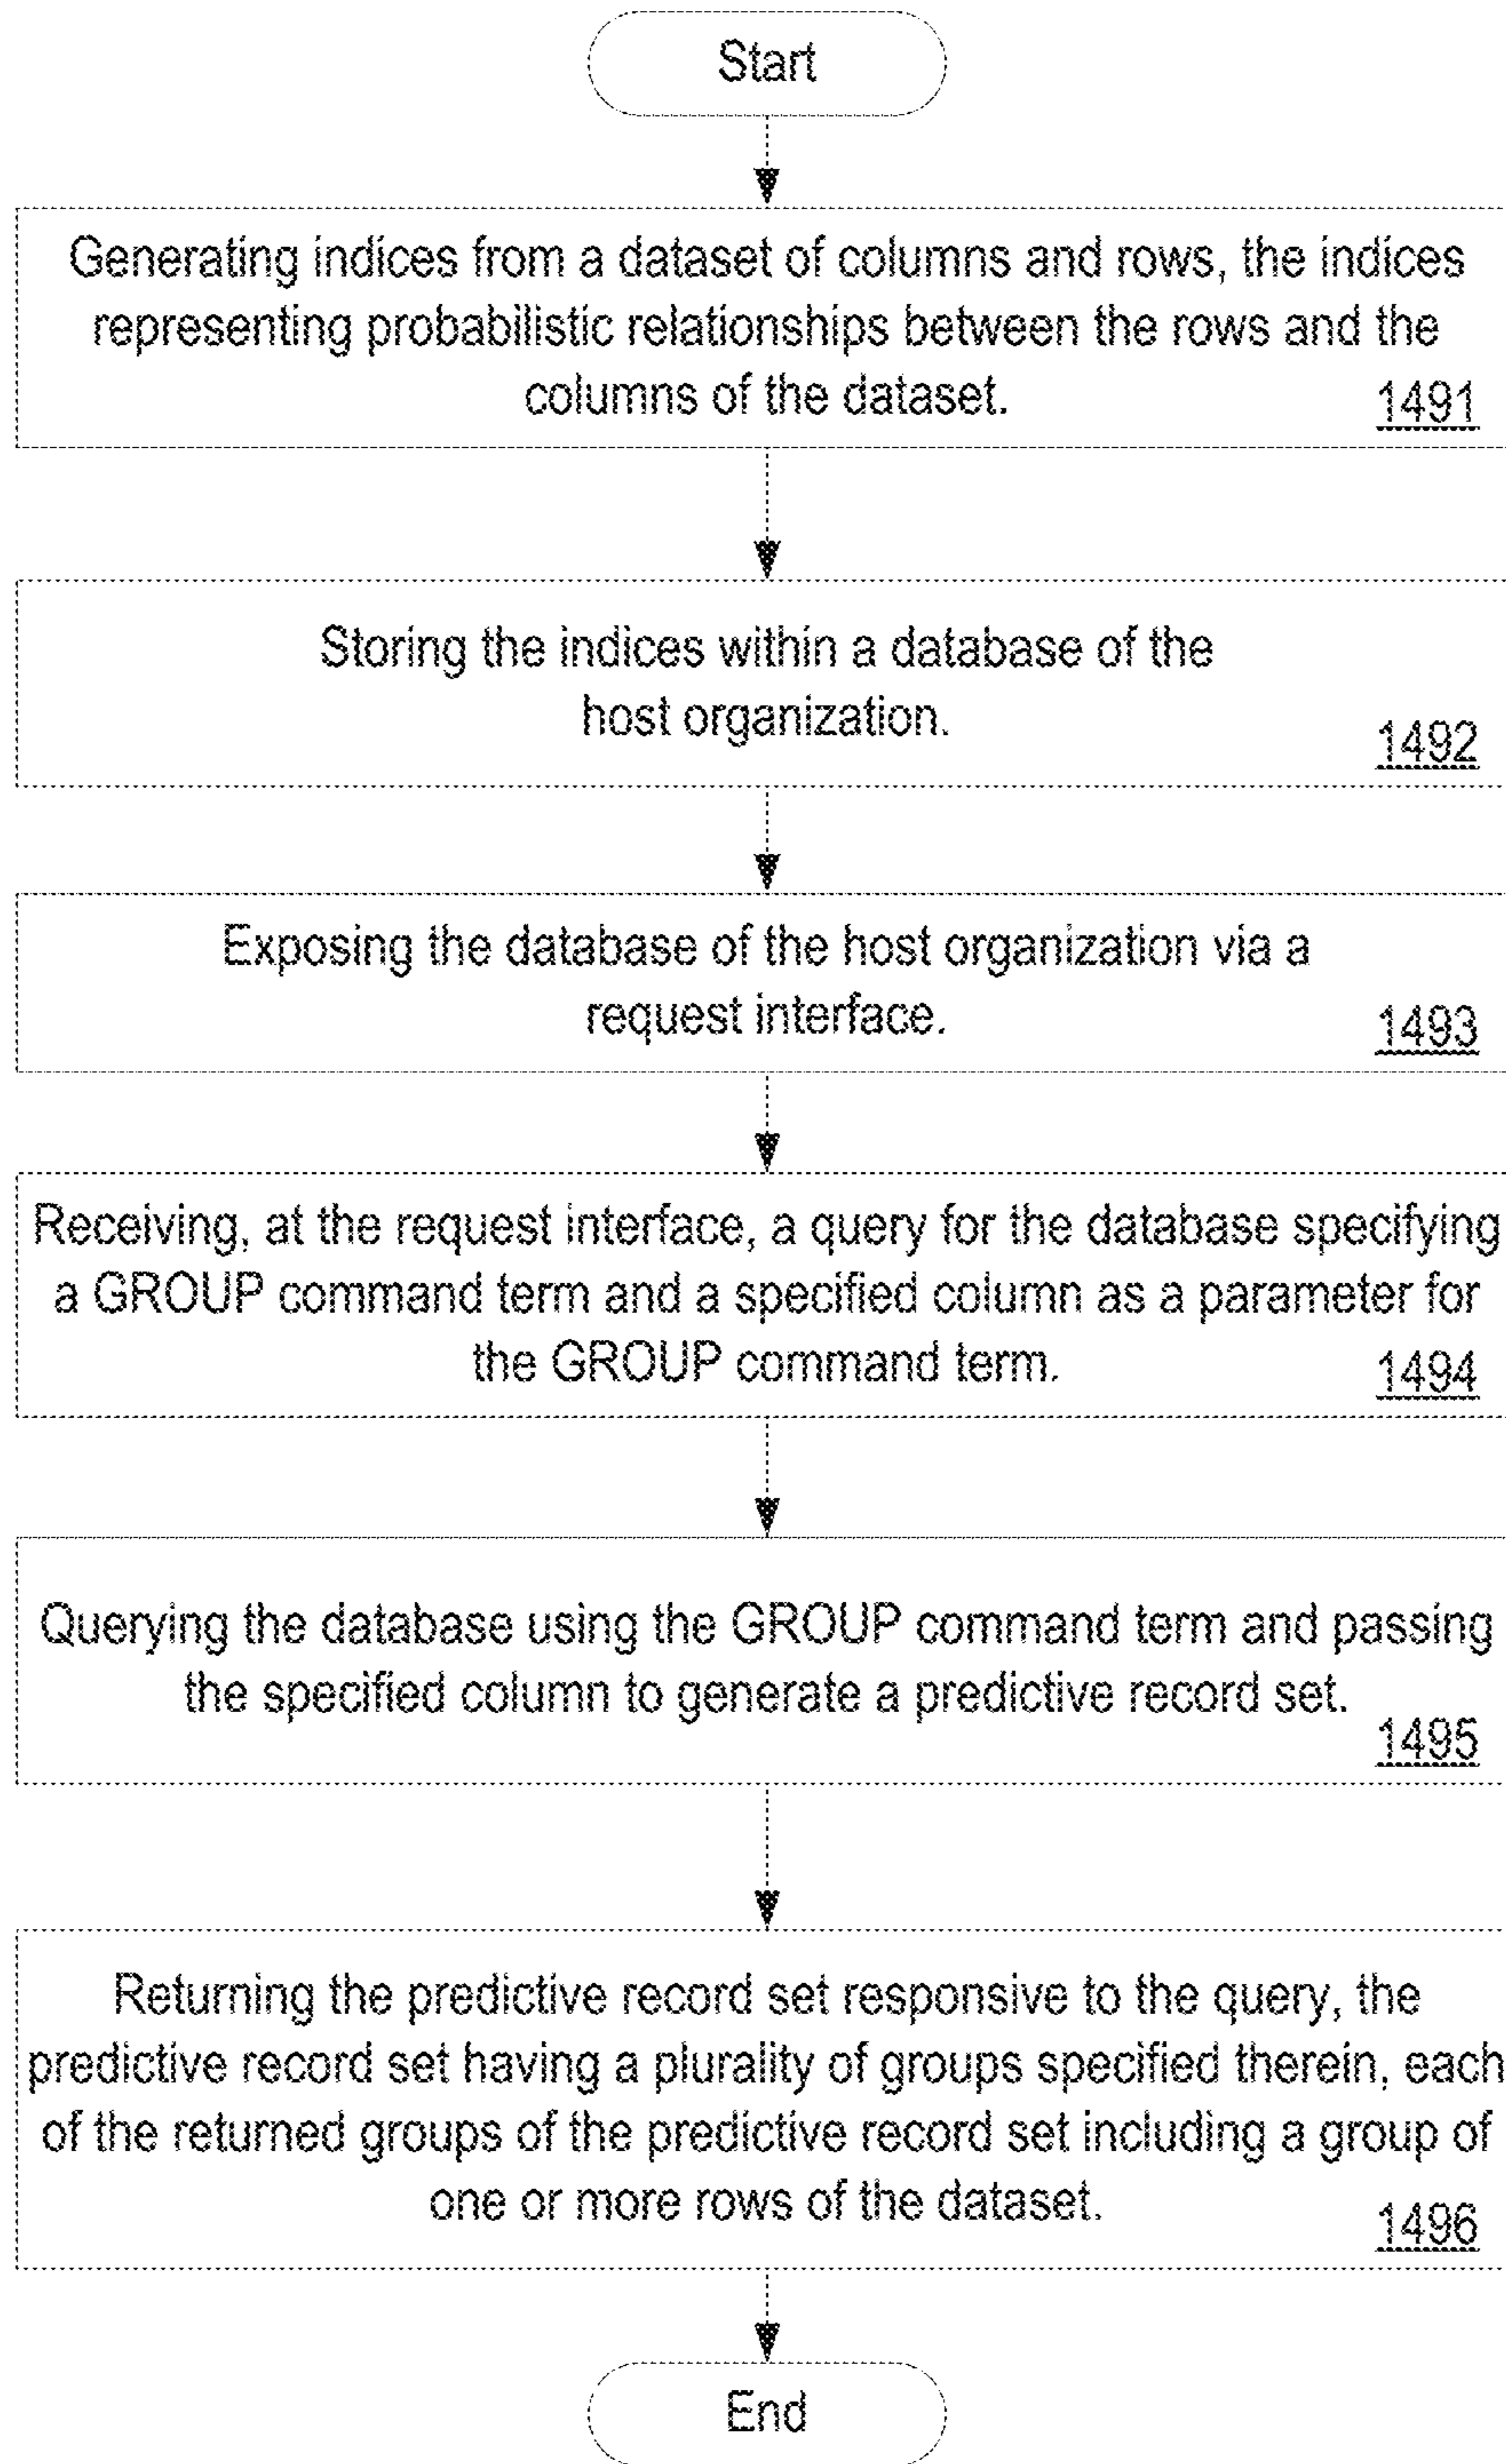 Start
Generating indices from a dataset of columns and rows, the indices
representing probabilistic relationships between the rows and the
columns of the dataset.
1491
Storing the indices within a database of the
host organization.
1492
Exposing the database of the host organization via a
request interface.
1493
Receiving, at the request interface, a query for the database specifying
a GROUP command term and a specified column as a parameter for
the GROUP command term.
1494
Querying the database using the GROUP command term and passing
the specified column to generate a predictive record set.
1495
Returning the predictive record set responsive to the query, the
predictive record set having a plurality of groups specified therein, each
of the returned groups of the predictive record set including a group of
one or more rows of the dataset.
1496
End